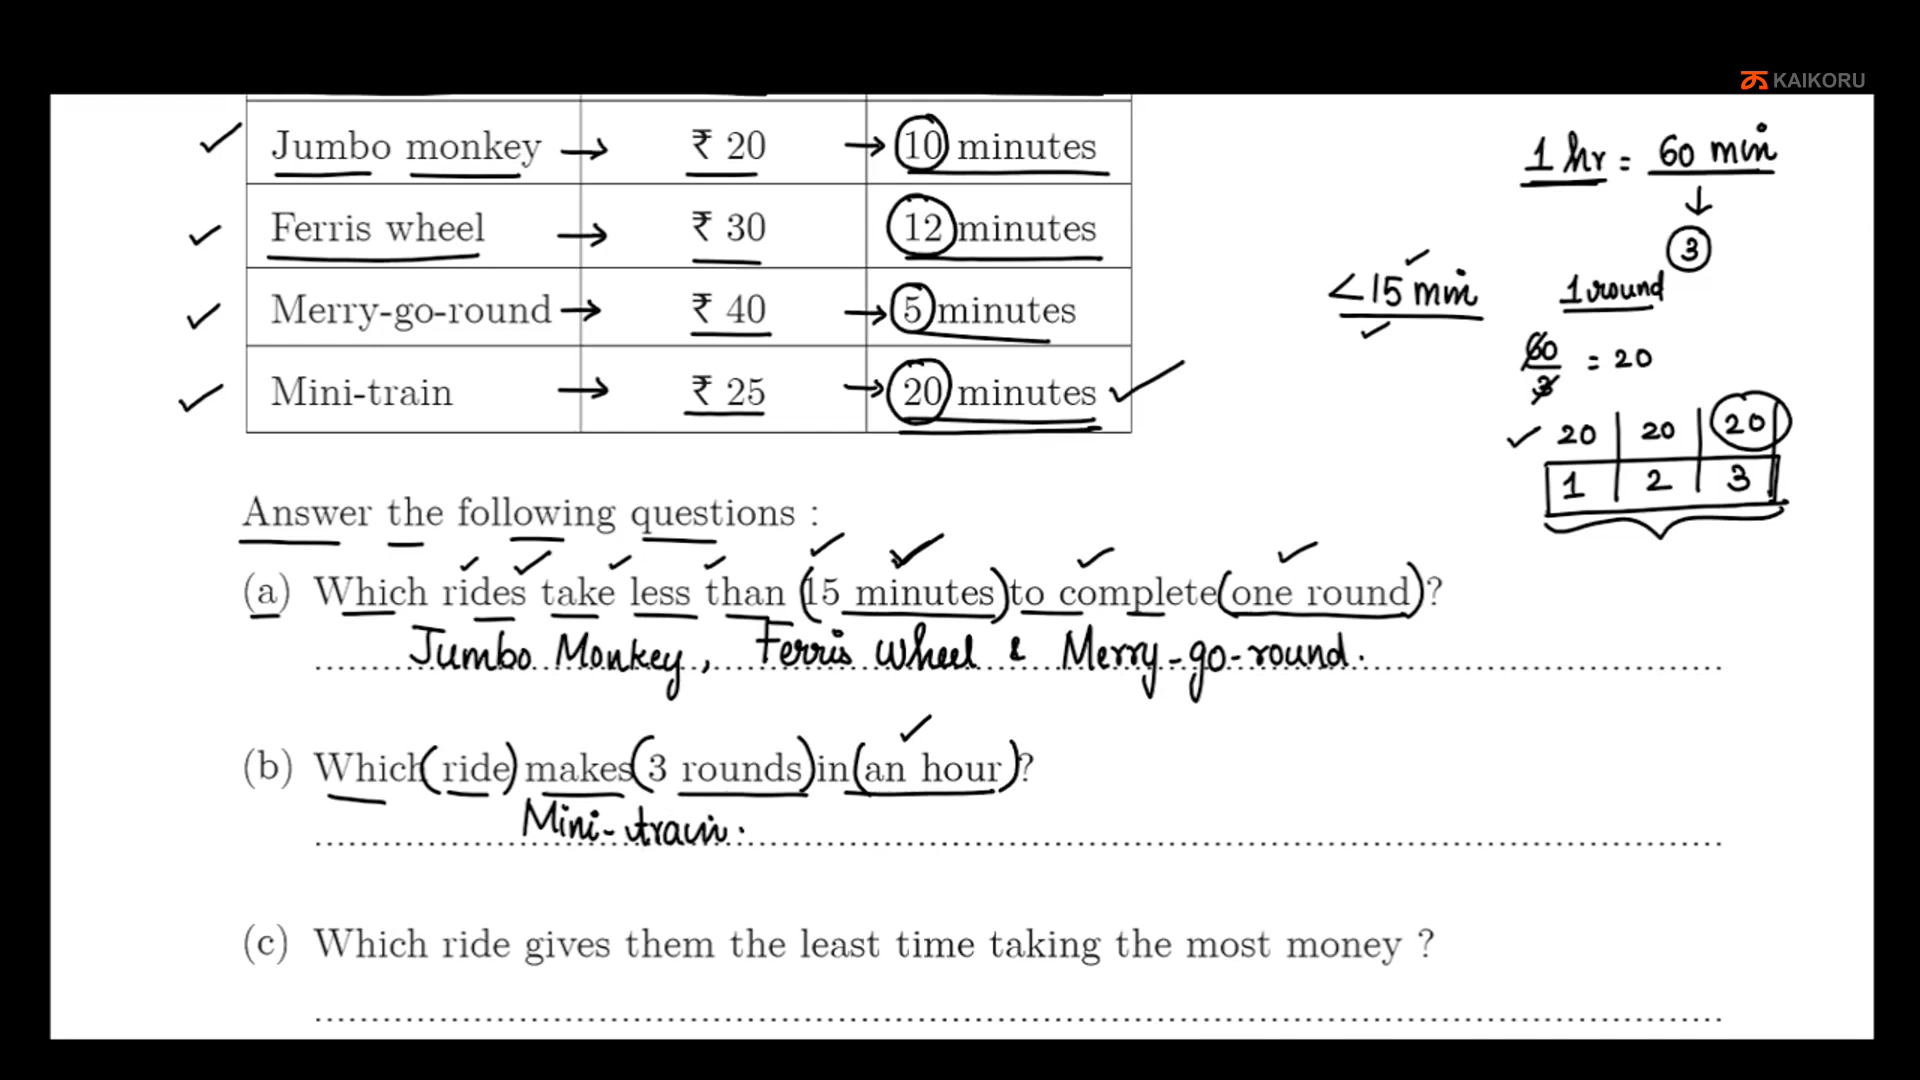 KAIKORU
Jumbo monkey → ₹ 20 → 10 minutes
Ferris wheel → ₹ 30 12 minutes
Merry-go-round → ₹ 40 → 5 minutes
Mini-train → ₹ 25 → 20 minutes
1 hr = 60 min
↓
3
<15 min
1 round
60/3 = 20
20 | 20 | 20
1 | 2 | 3
Answer the following questions :
(a) Which rides take less than (15 minutes) to complete (one round) ?
Jumbo Monkey, Ferris Wheel & Merry-go-round.
(b) Which (ride) makes (3 rounds) in (an hour) ?
Mini-train.
(c) Which ride gives them the least time taking the most money ?